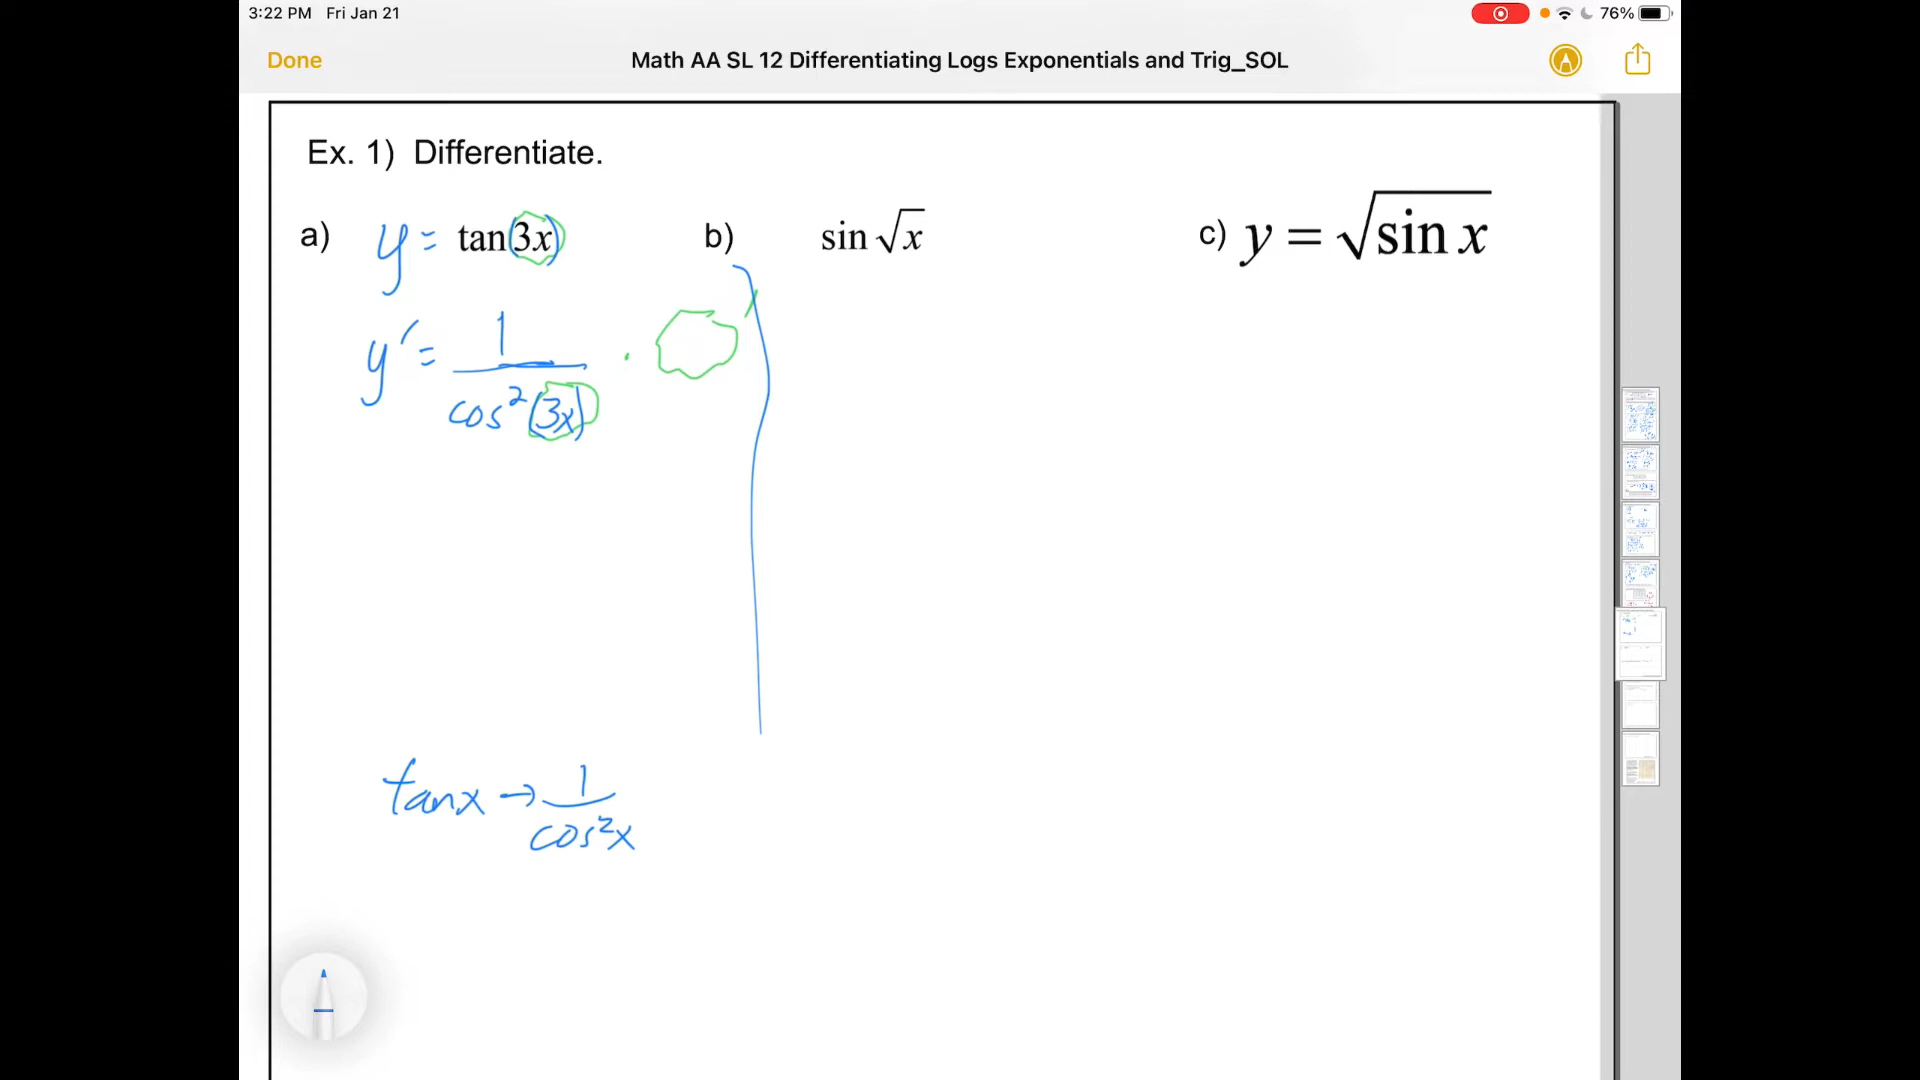 3:22 PM Fri Jan 21 76%
Done Math AA SL 12 Differentiating Logs Exponentials and Trig_SOL
Ex. 1) Differentiate.
a) y = tan(3x) b) sin √x c) y = √sin x
y' = 1 / cos²(3x) · ( )'
tanx → 1 / cos²x